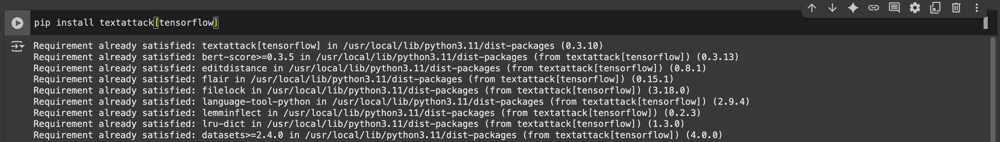 pip install textattack[tensorflow]
Requirement already satisfied: textattack[tensorflow] in /usr/local/lib/python3.11/dist-packages (0.3.10)
Requirement already satisfied: bert-score>=0.3.5 in /usr/local/lib/python3.11/dist-packages (from textattack[tensorflow]) (0.3.13)
Requirement already satisfied: editdistance in /usr/local/lib/python3.11/dist-packages (from textattack[tensorflow]) (0.8.1)
Requirement already satisfied: flair in /usr/local/lib/python3.11/dist-packages (from textattack[tensorflow]) (0.15.1)
Requirement already satisfied: filelock in /usr/local/lib/python3.11/dist-packages (from textattack[tensorflow]) (3.18.0)
Requirement already satisfied: language-tool-python in /usr/local/lib/python3.11/dist-packages (from textattack[tensorflow]) (2.9.4)
Requirement already satisfied: lemminflect in /usr/local/lib/python3.11/dist-packages (from textattack[tensorflow]) (0.2.3)
Requirement already satisfied: lru-dict in /usr/local/lib/python3.11/dist-packages (from textattack[tensorflow]) (1.3.0)
Requirement already satisfied: datasets>=2.4.0 in /usr/local/lib/python3.11/dist-packages (from textattack[tensorflow]) (4.0.0)